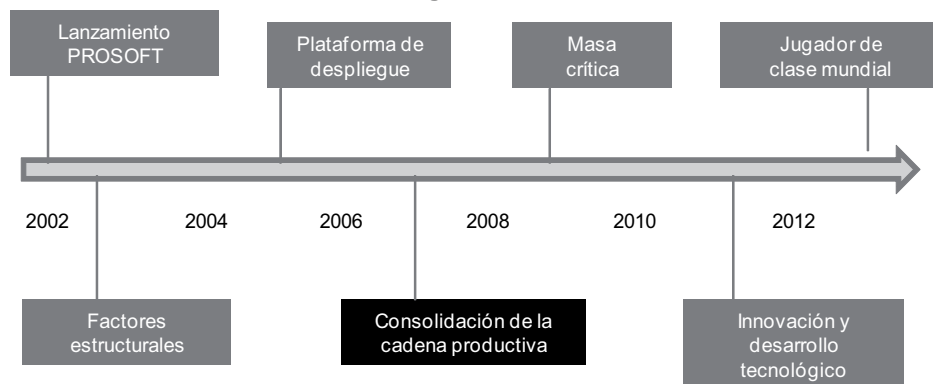 Lanzamiento
PROSOFT
Plataforma de
despliegue
Masa
crítica
Jugador de
clase mundial
2002
2004
2006
2008
2010
2012
Factores
estructurales
Consolidación de la
cadena productiva
Innovación y
desarrollo
tecnológico